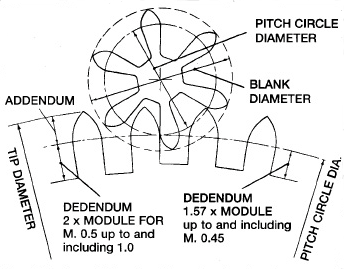 PITCH CIRCLE
DIAMETER
BLANK
DIAMETER
ADDENDUM
TIP DIAMETER
DEDENDUM
2 x MODULE FOR
M. 0.5 up to and
including 1.0
DEDENDUM
1.57 x MODULE
up to and including
M. 0.45
PITCH CIRCLE DIA.